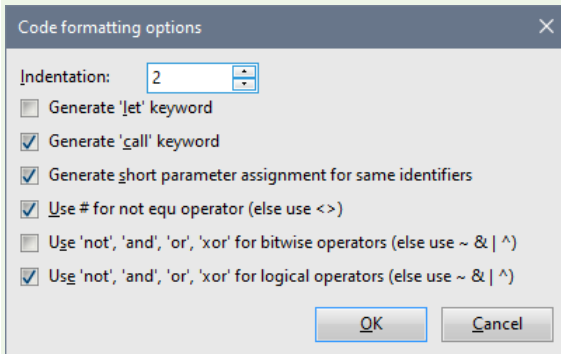 Code formatting options
Indentation: 2
Generate 'let' keyword
Generate 'call' keyword
Generate short parameter assignment for same identifiers
Use # for not equ operator (else use <>)
Use 'not', 'and', 'or', 'xor' for bitwise operators (else use ~ & | ^)
Use 'not', 'and', 'or', 'xor' for logical operators (else use ~ & | ^)
OK Cancel